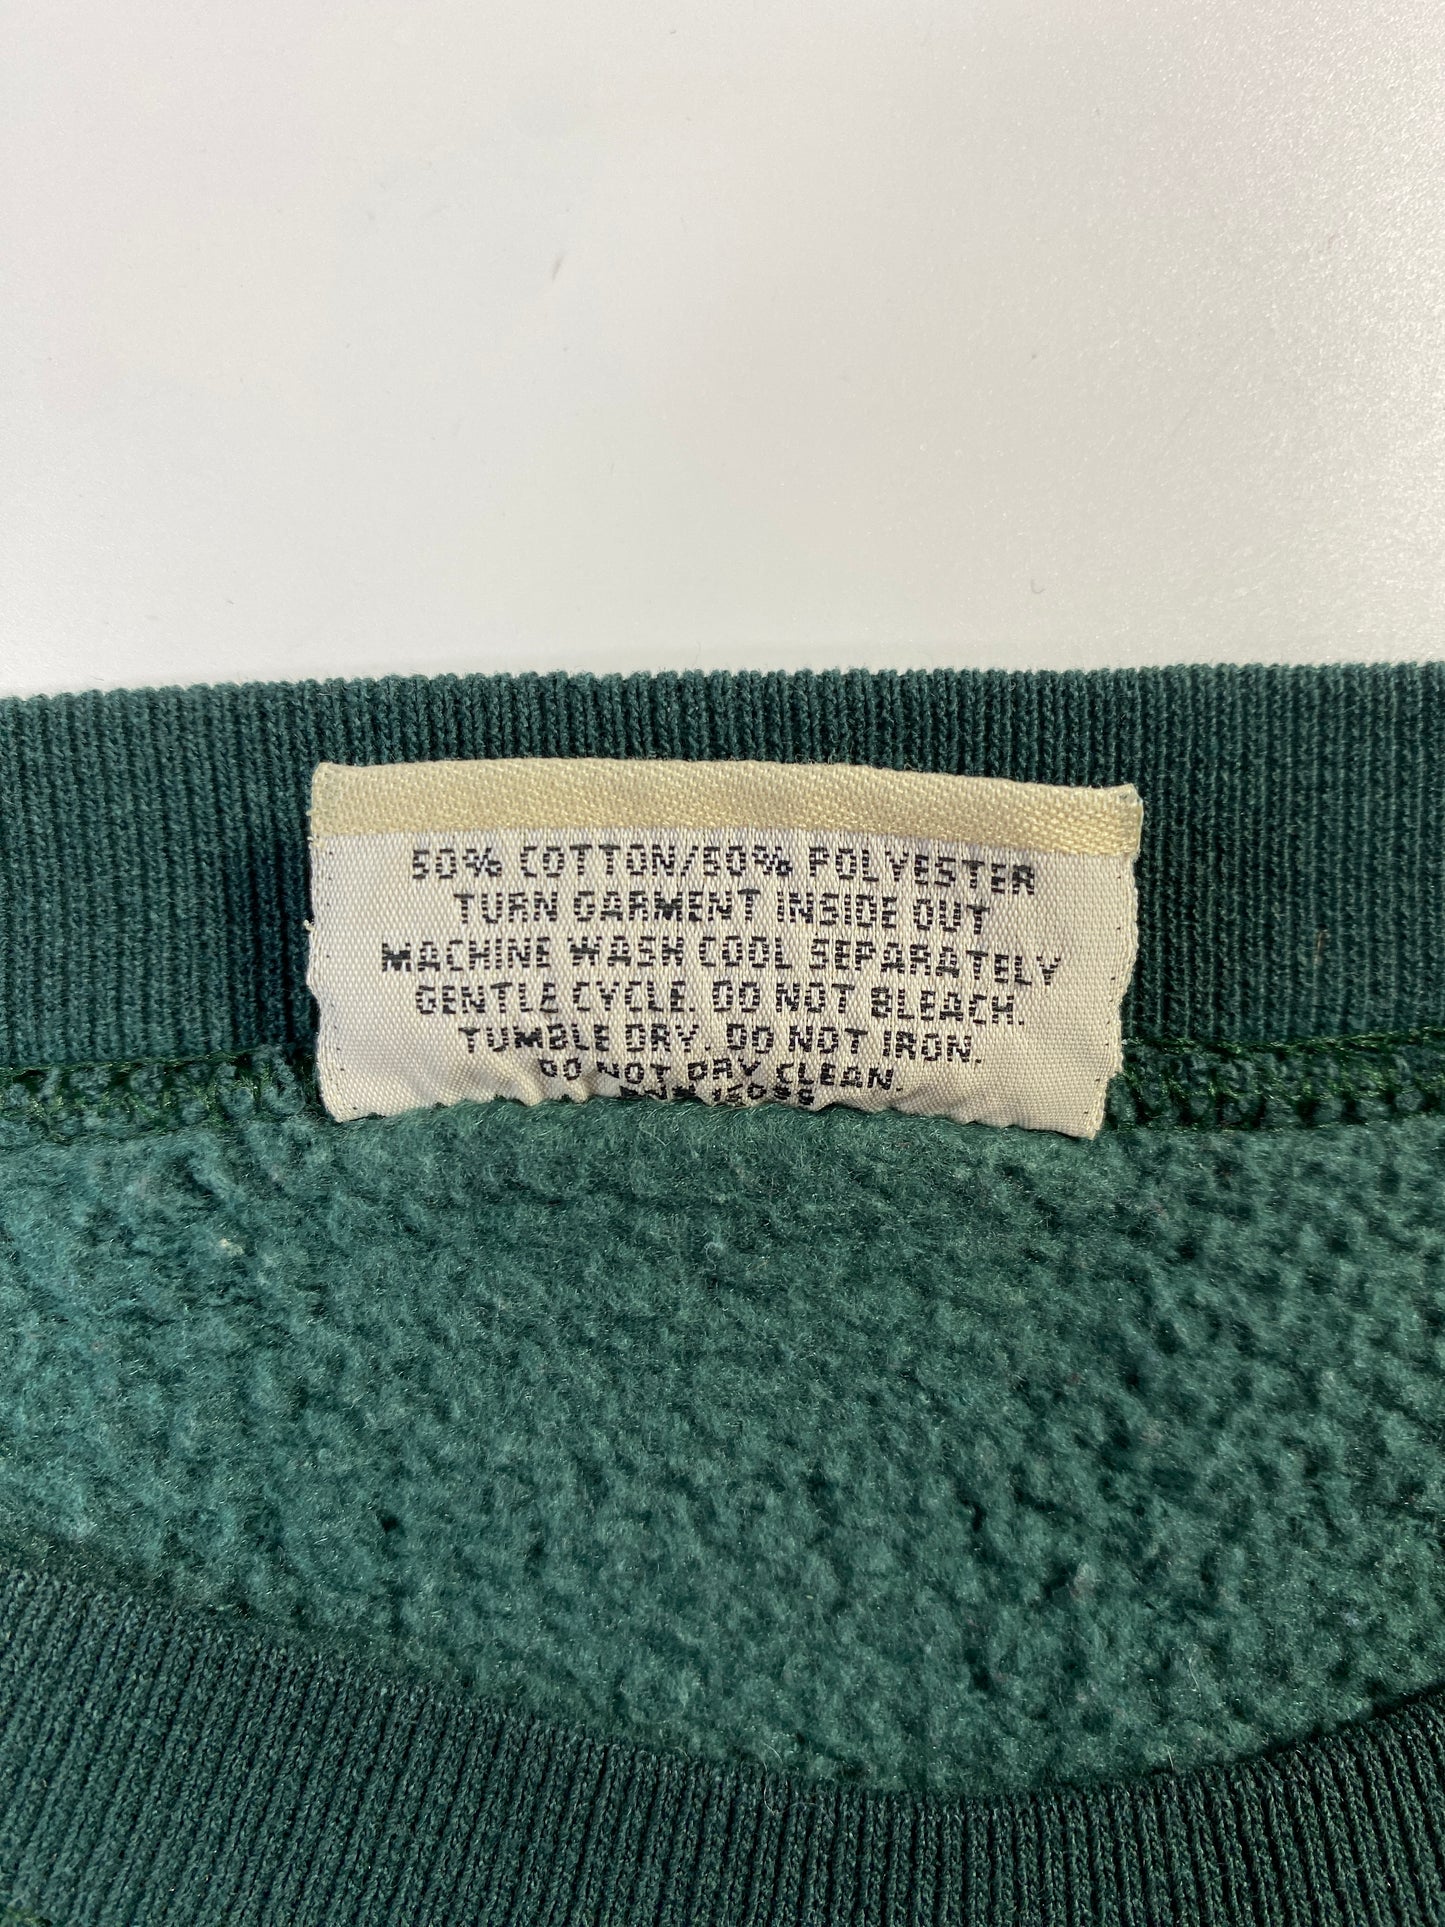 50% COTTON/50% POLYESTER
TURN GARMENT INSIDE OUT
MACHINE WASH COOL SEPARATELY
GENTLE CYCLE. DO NOT BLEACH.
TUMBLE DRY. DO NOT IRON.
DO NOT DRY CLEAN.